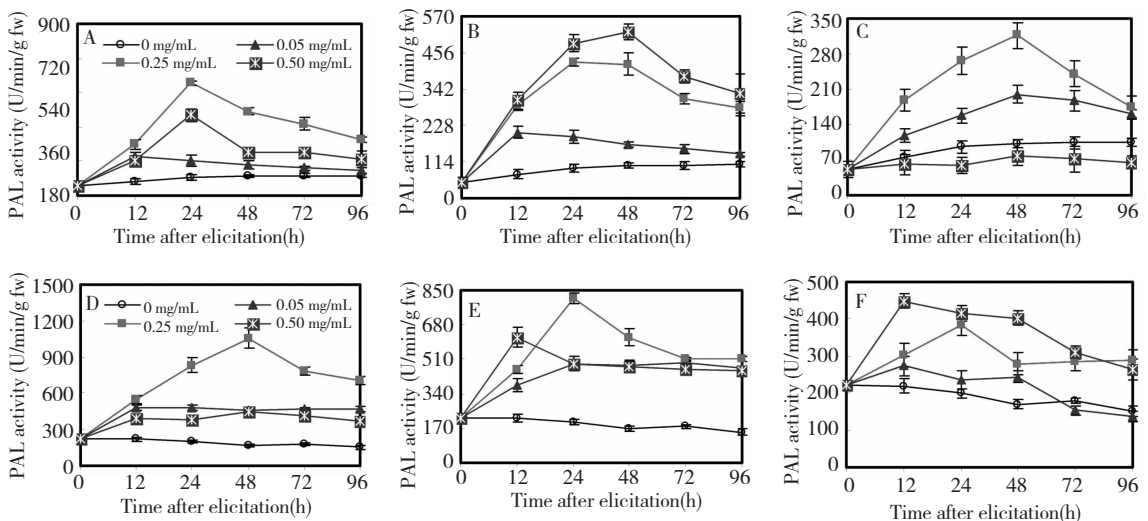 PAL activity (U/min/g fw)
900
720
540
360
180
A
0 mg/mL
0.05 mg/mL
0.25 mg/mL
0.50 mg/mL
0 12 24 48 72 96
Time after elicitation(h)
PAL activity (U/min/g fw)
570
456
342
228
114
0
B
0 12 24 48 72 96
Time after elicitation(h)
PAL activity (U/min/g fw)
350
280
210
140
70
0
C
0 12 24 48 72 96
Time after elicitation(h)
PAL activity (U/min/g fw)
1500
1200
900
600
300
0
D
0 mg/mL
0.05 mg/mL
0.25 mg/mL
0.50 mg/mL
0 12 24 48 72 96
Time after elicitation(h)
PAL activity (U/min/g fw)
850
680
510
340
170
0
E
0 12 24 48 72 96
Time after elicitation(h)
PAL activity (U/min/g fw)
500
400
300
200
100
0
F
0 12 24 48 72 96
Time after elicitation(h)